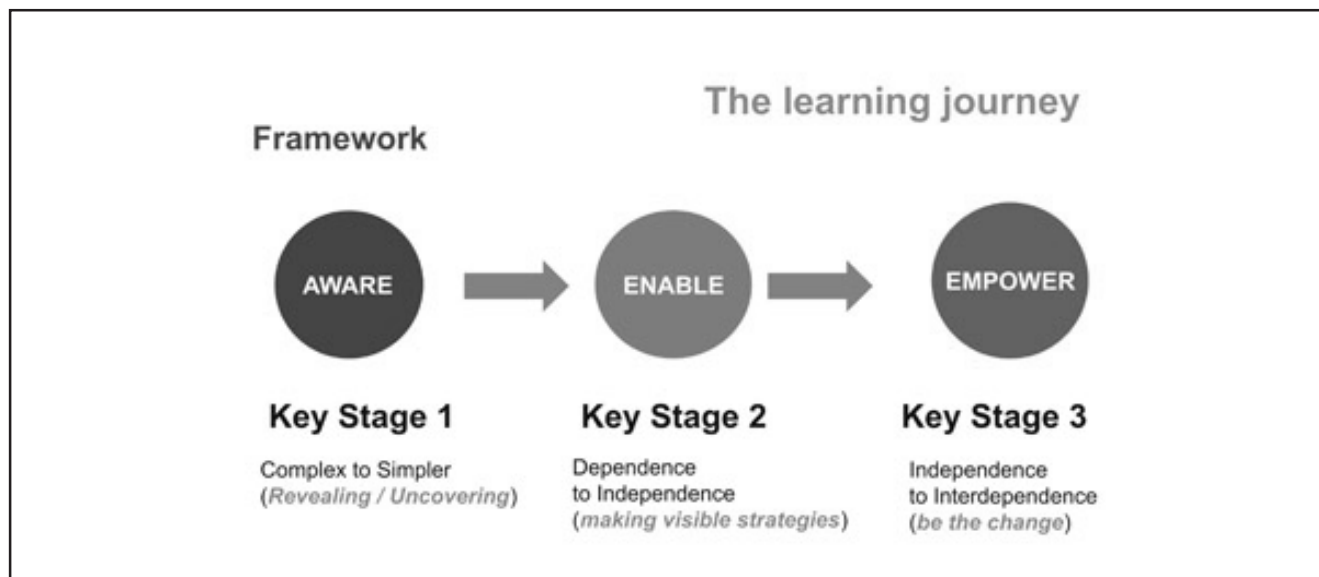 The learning journey
Framework
AWARE
ENABLE
EMPOWER
Key Stage 1
Complex to Simpler
(Revealing / Uncovering)
Key Stage 2
Dependence
to Independence
(making visible strategies)
Key Stage 3
Independence
to Interdependence
(be the change)